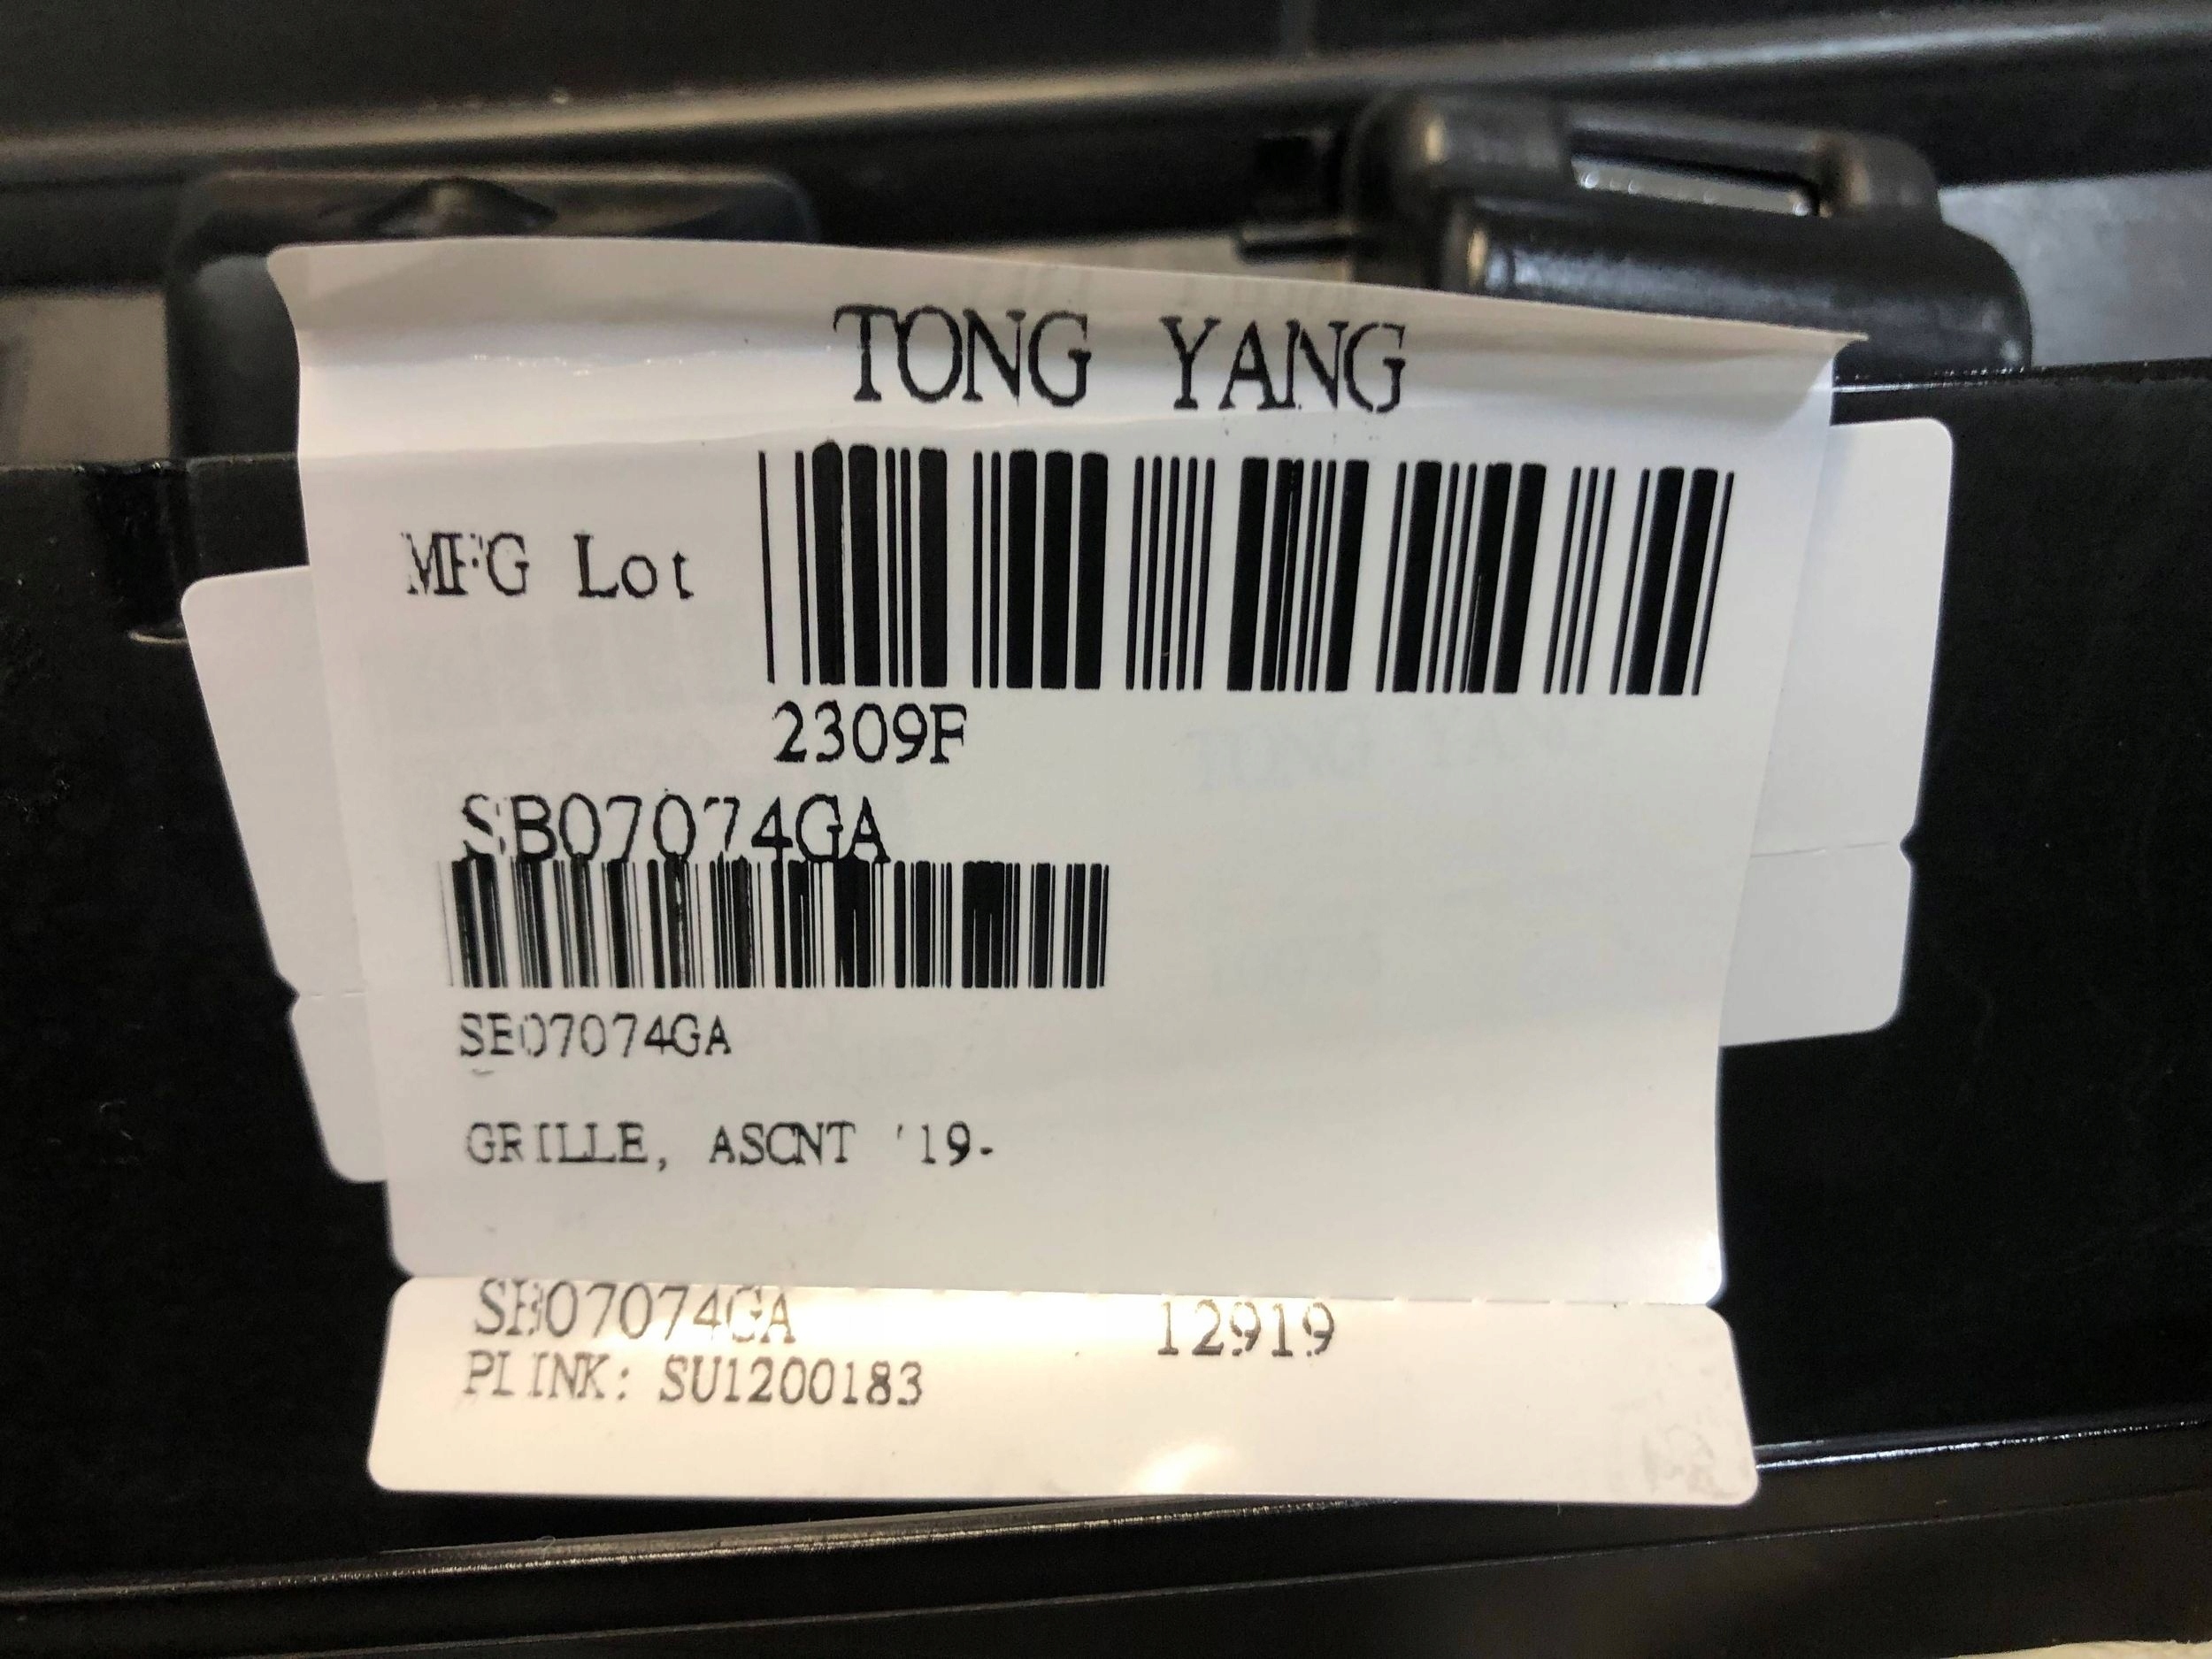 TONG YANG
MFG Lot
2309F
SB07074GA
SB07074GA
GRILLE, ASCNT '19-
SB07074GA 12919
PLINK: SU1200183